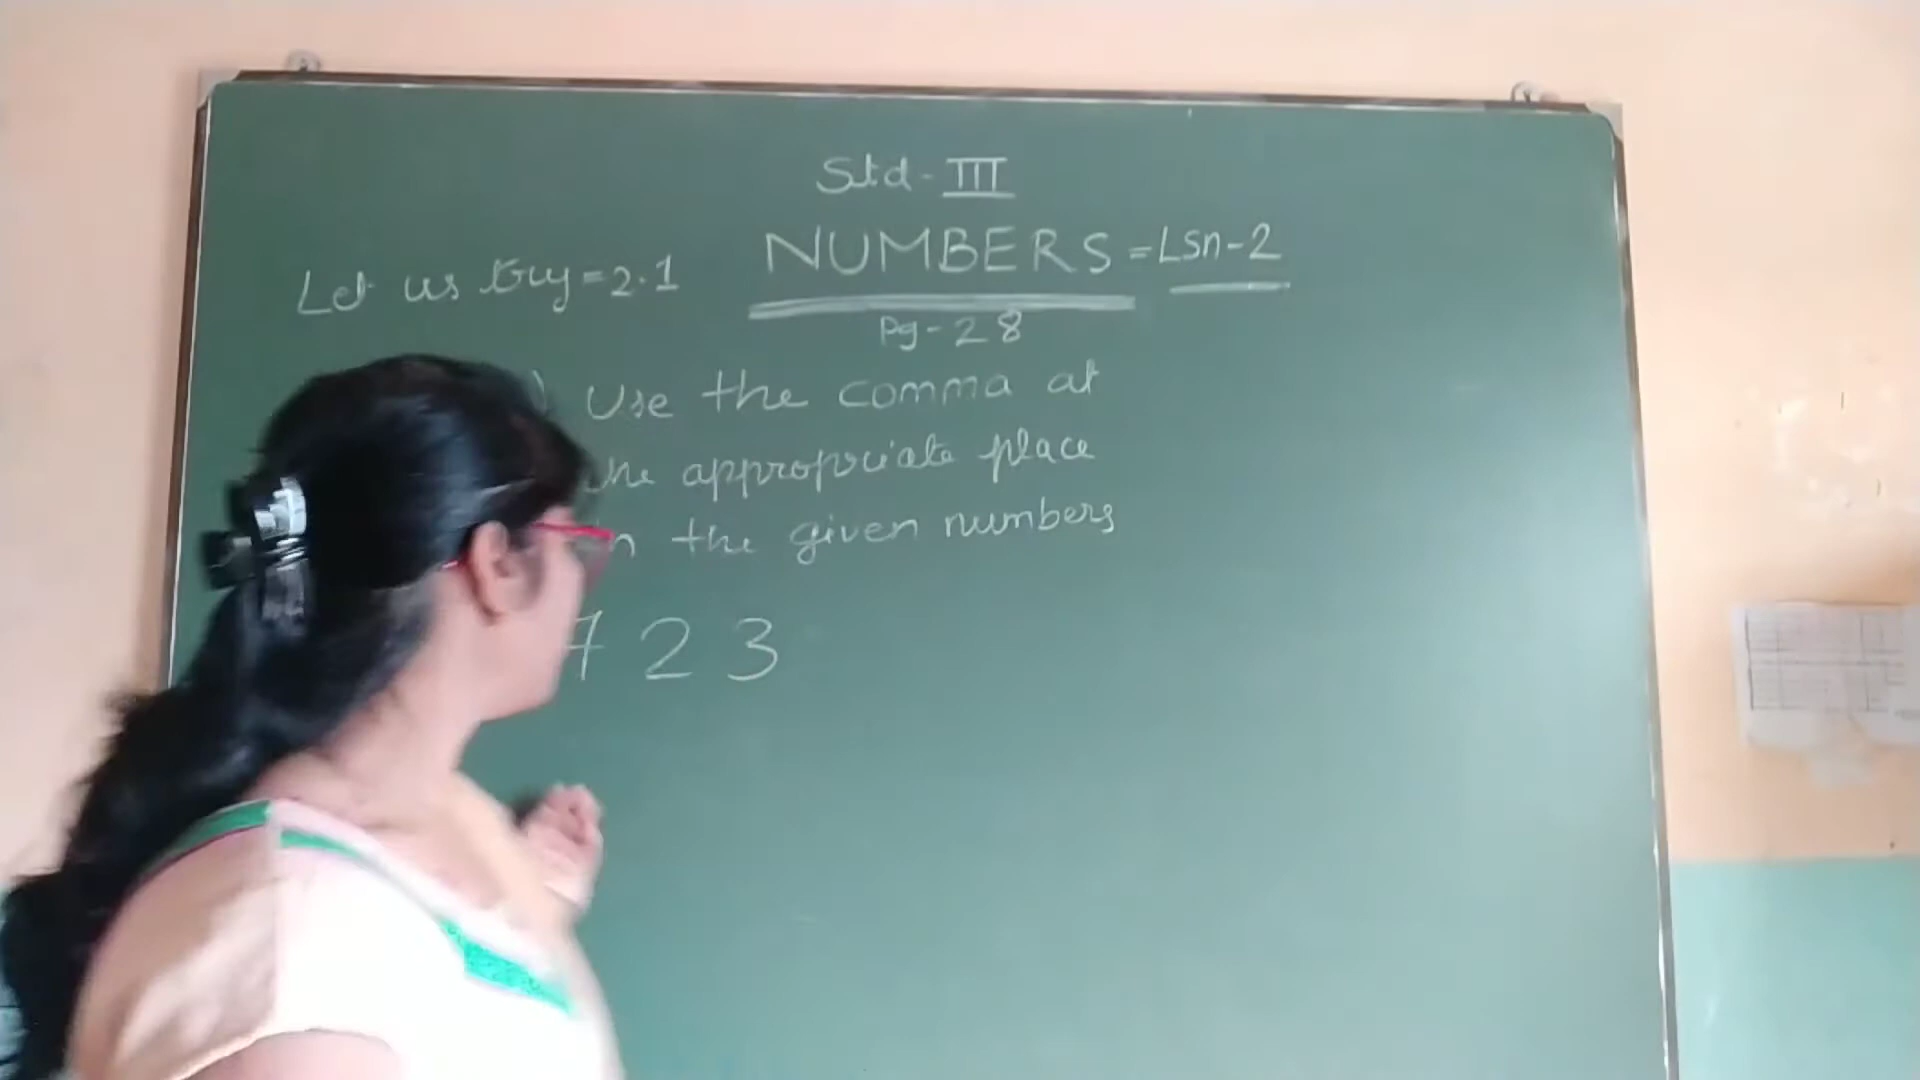 Std - III
NUMBERS = Lsn-2
Let us try = 2.1
Pg - 28
) Use the comma at
the appropriate place
in the given numbers
7 2 3